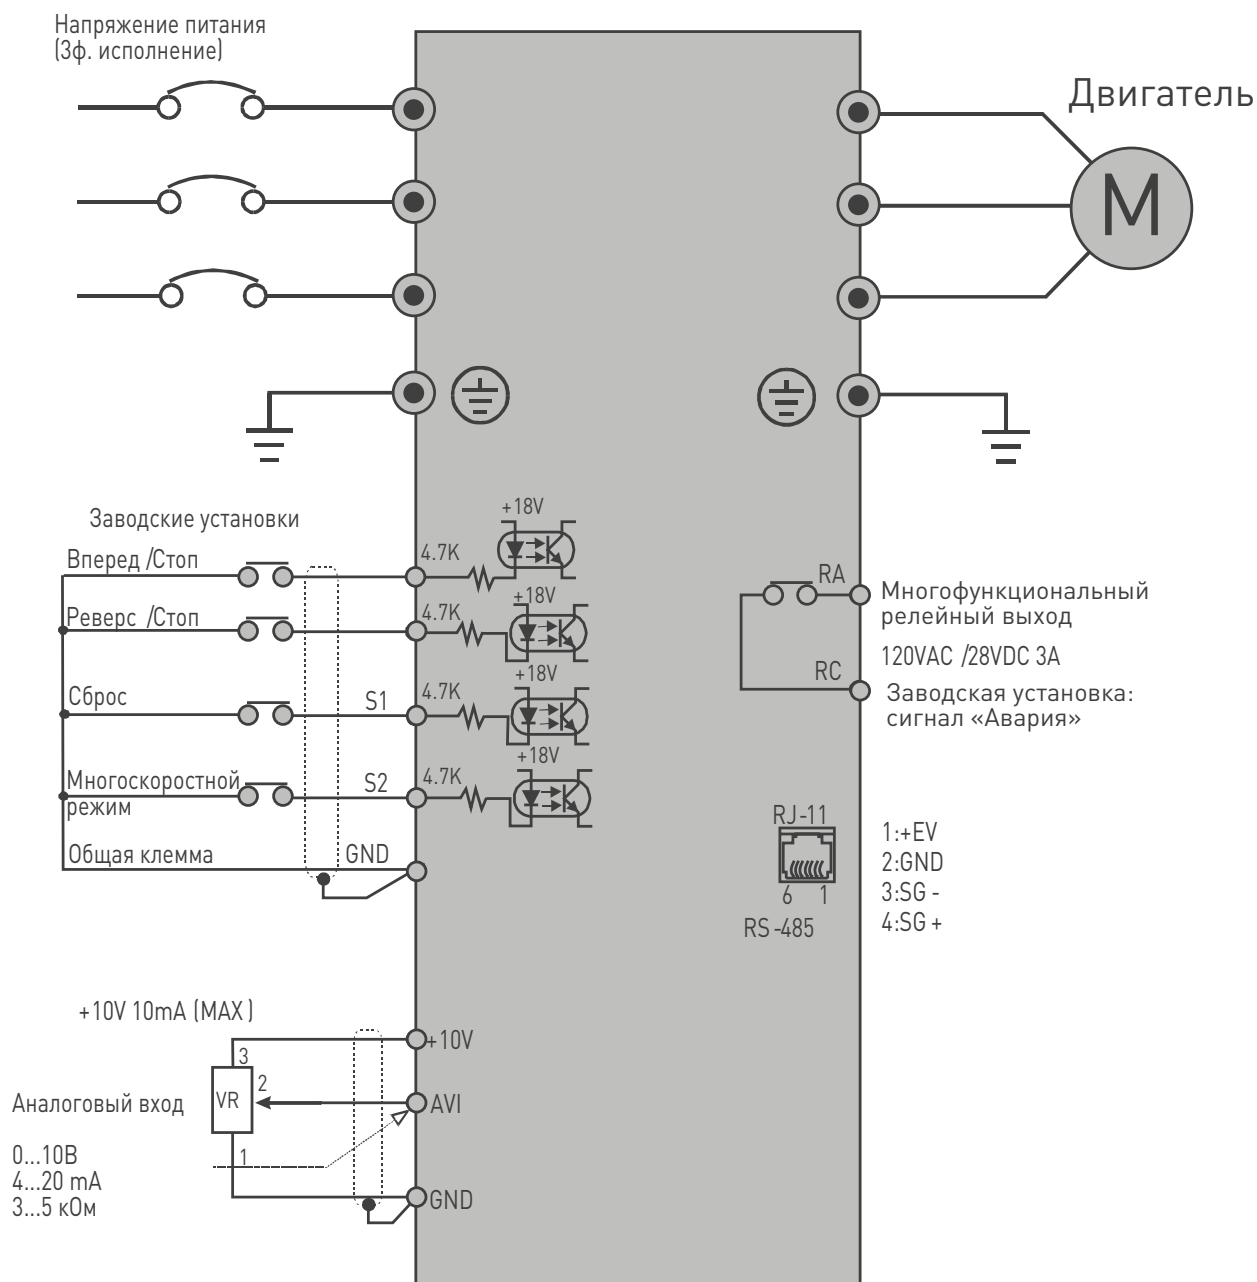 Напряжение питания
(3ф. исполнение)
Двигатель
M
Заводские установки
Вперед /Стоп
4.7K
+18V
Реверс /Стоп
4.7K
+18V
Сброс
S1
4.7K
+18V
Многоскоростной
режим
S2
4.7K
+18V
Общая клемма
GND
RA
Многофункциональный
релейный выход
120VAC /28VDC 3A
RC
Заводская установка:
сигнал «Авария»
RJ-11
6 1
RS-485
1:+EV
2:GND
3:SG -
4:SG +
+10V 10mA (MAX)
+10V
3
VR
2
AVI
1
GND
Аналоговый вход
0...10В
4...20 mA
3...5 кОм